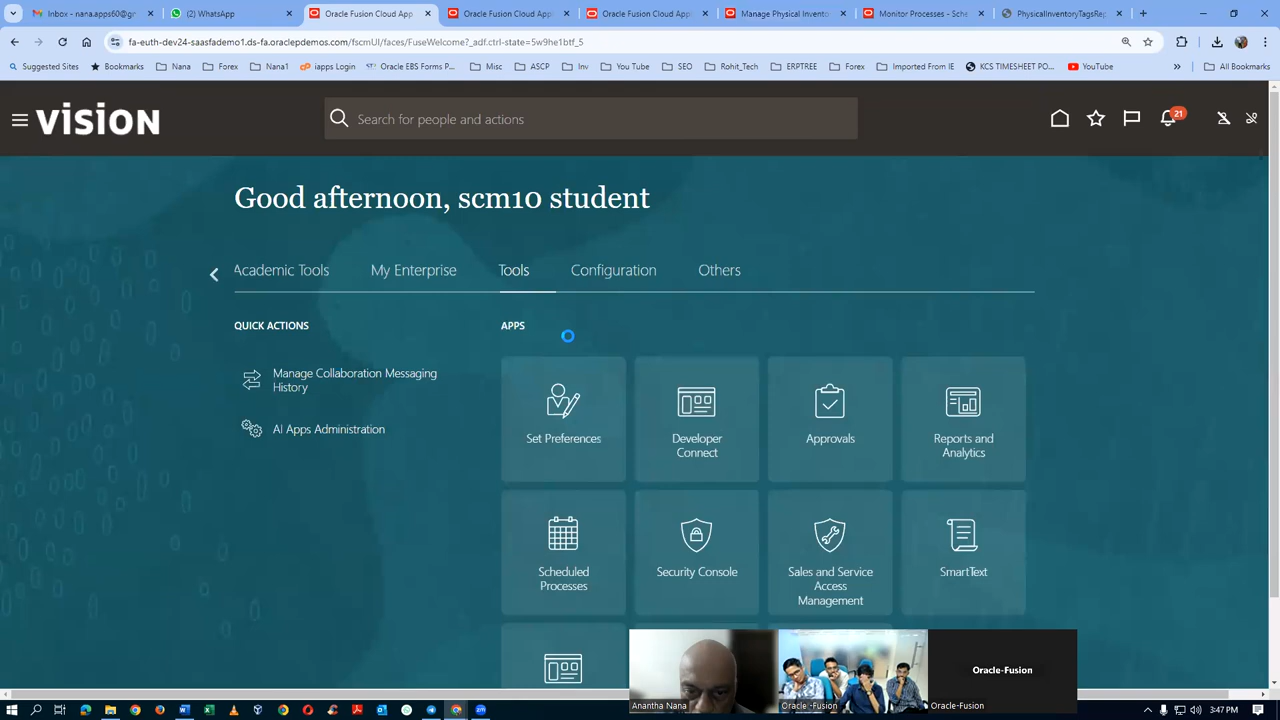 Inbox - nana.apps60@gr
(2) WhatsApp
Oracle Fusion Cloud App
Oracle Fusion Cloud App
Oracle Fusion Cloud App
Manage Physical Invento
Monitor Processes - Sche
PhysicalInventoryTagsRep
fa-euth-dev24-saasfademo1.ds-fa.oraclepdemos.com/fscmUI/faces/FuseWelcome?_adf.ctrl-state=5w9he1btf_5
Suggested Sites
Bookmarks
Nana
Forex
Nana1
iapps Login
Oracle EBS Forms P...
Misc
ASCP
Inv
You Tube
SEO
Rohit_Tech
ERPTREE
Forex
Imported From IE
KCS TIMESHEET PO...
YouTube
All Bookmarks
VISION
Search for people and actions
21
Good afternoon, scm10 student
Academic Tools
My Enterprise
Tools
Configuration
Others
QUICK ACTIONS
APPS
Manage Collaboration Messaging
History
AI Apps Administration
Set Preferences
Developer
Connect
Approvals
Reports and
Analytics
Scheduled
Processes
Security Console
Sales and Service
Access
Management
SmartText
Oracle-Fusion
Anantha Nana
Oracle-Fusion
Oracle-Fusion
3:47 PM